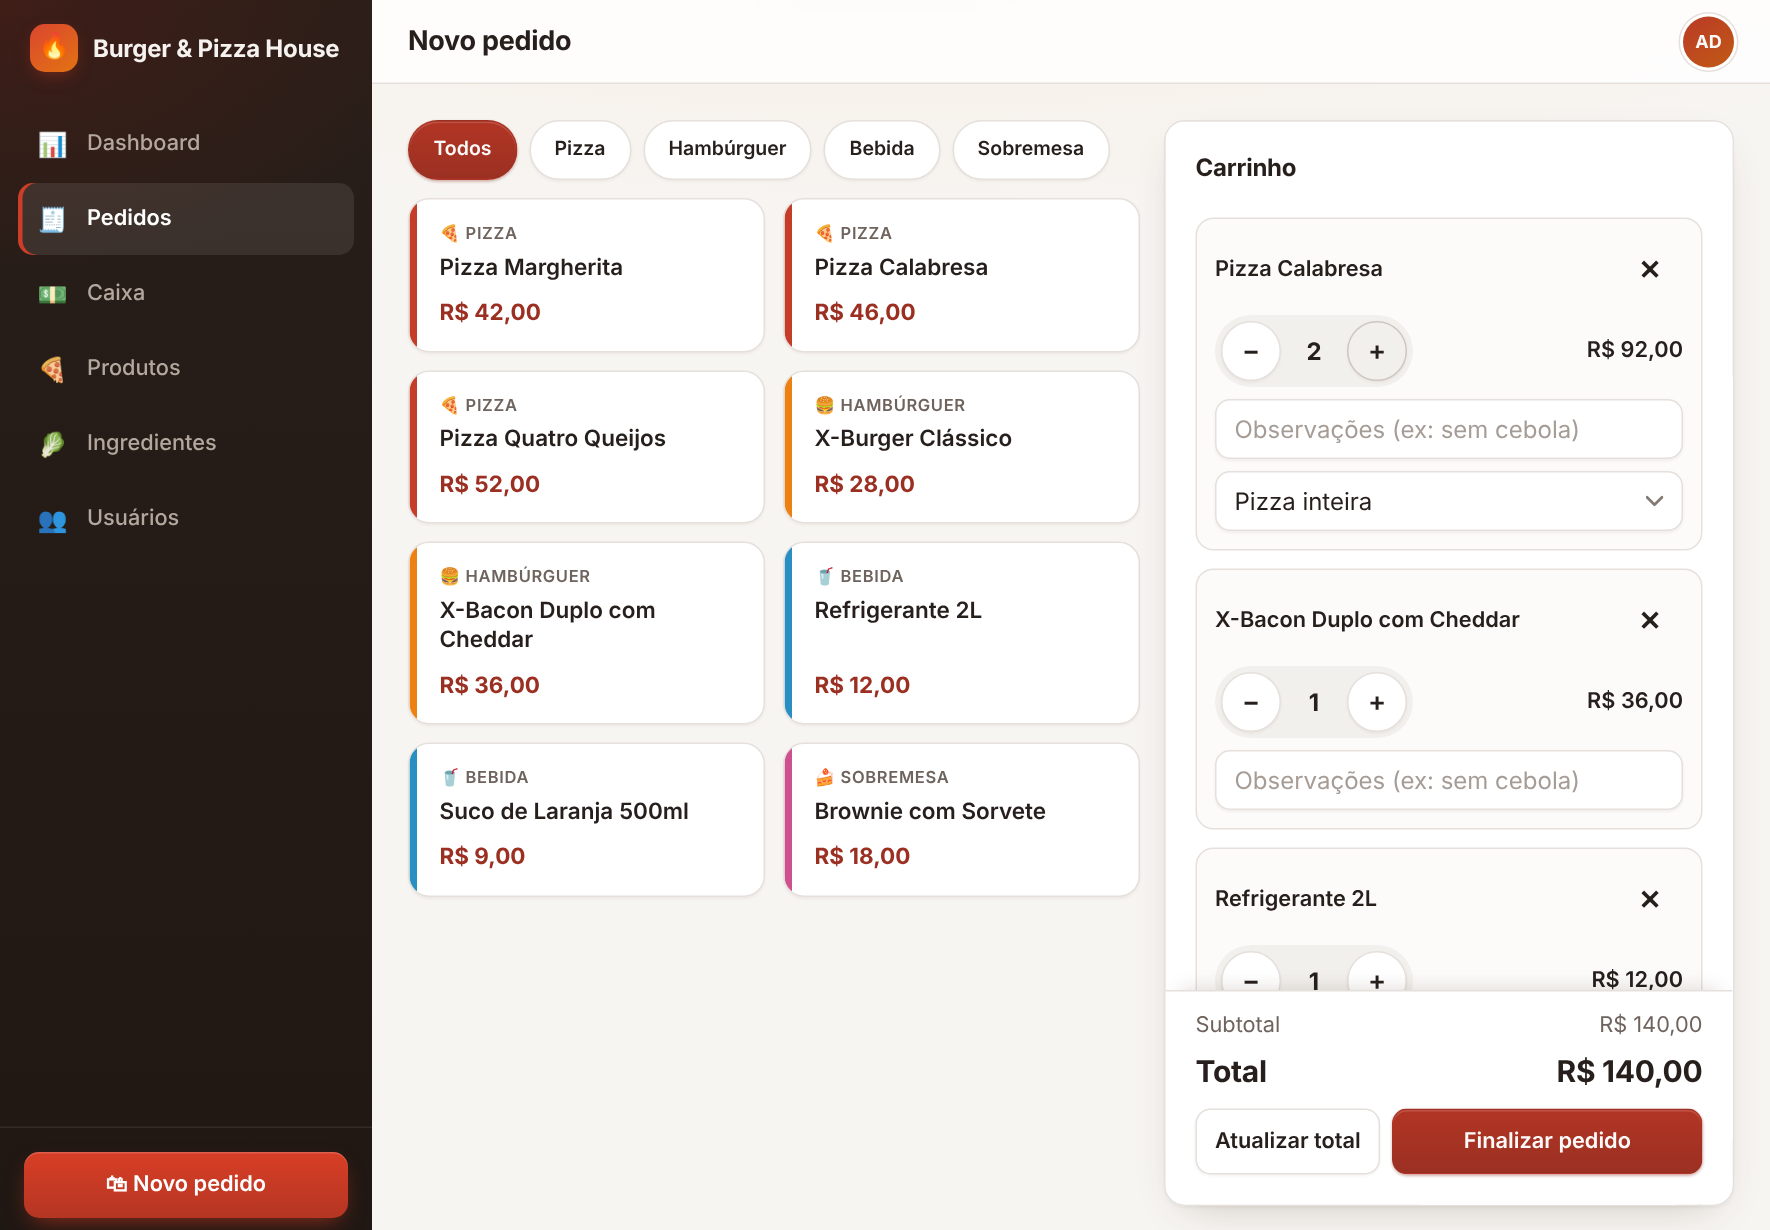 Burger & Pizza House
Dashboard
Pedidos
Caixa
Produtos
Ingredientes
Usuários
Novo pedido
Novo pedido
AD
Todos
Pizza
Hambúrguer
Bebida
Sobremesa
PIZZA
Pizza Margherita
R$ 42,00
PIZZA
Pizza Calabresa
R$ 46,00
PIZZA
Pizza Quatro Queijos
R$ 52,00
HAMBÚRGUER
X-Burger Clássico
R$ 28,00
HAMBÚRGUER
X-Bacon Duplo com
Cheddar
R$ 36,00
BEBIDA
Refrigerante 2L
R$ 12,00
BEBIDA
Suco de Laranja 500ml
R$ 9,00
SOBREMESA
Brownie com Sorvete
R$ 18,00
Carrinho
Pizza Calabresa
− 2 + R$ 92,00
Observações (ex: sem cebola)
Pizza inteira
X-Bacon Duplo com Cheddar
− 1 + R$ 36,00
Observações (ex: sem cebola)
Refrigerante 2L
− 1 + R$ 12,00
Subtotal R$ 140,00
Total R$ 140,00
Atualizar total
Finalizar pedido